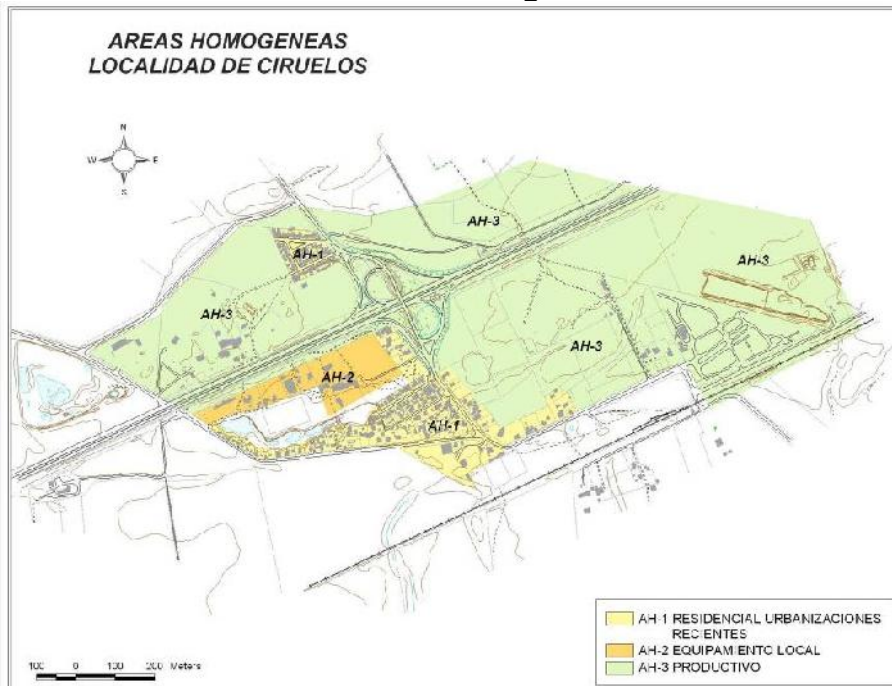 AREAS HOMOGENEAS
LOCALIDAD DE CIRUELOS
N
W E
S
AH-3
AH-1
AH-3
AH-3
AH-3
AH-2
AH-1
AH-1 RESIDENCIAL URBANIZACIONES
RECIENTES
AH-2 EQUIPAMIENTO LOCAL
AH-3 PRODUCTIVO
100 0 100 200 Meters